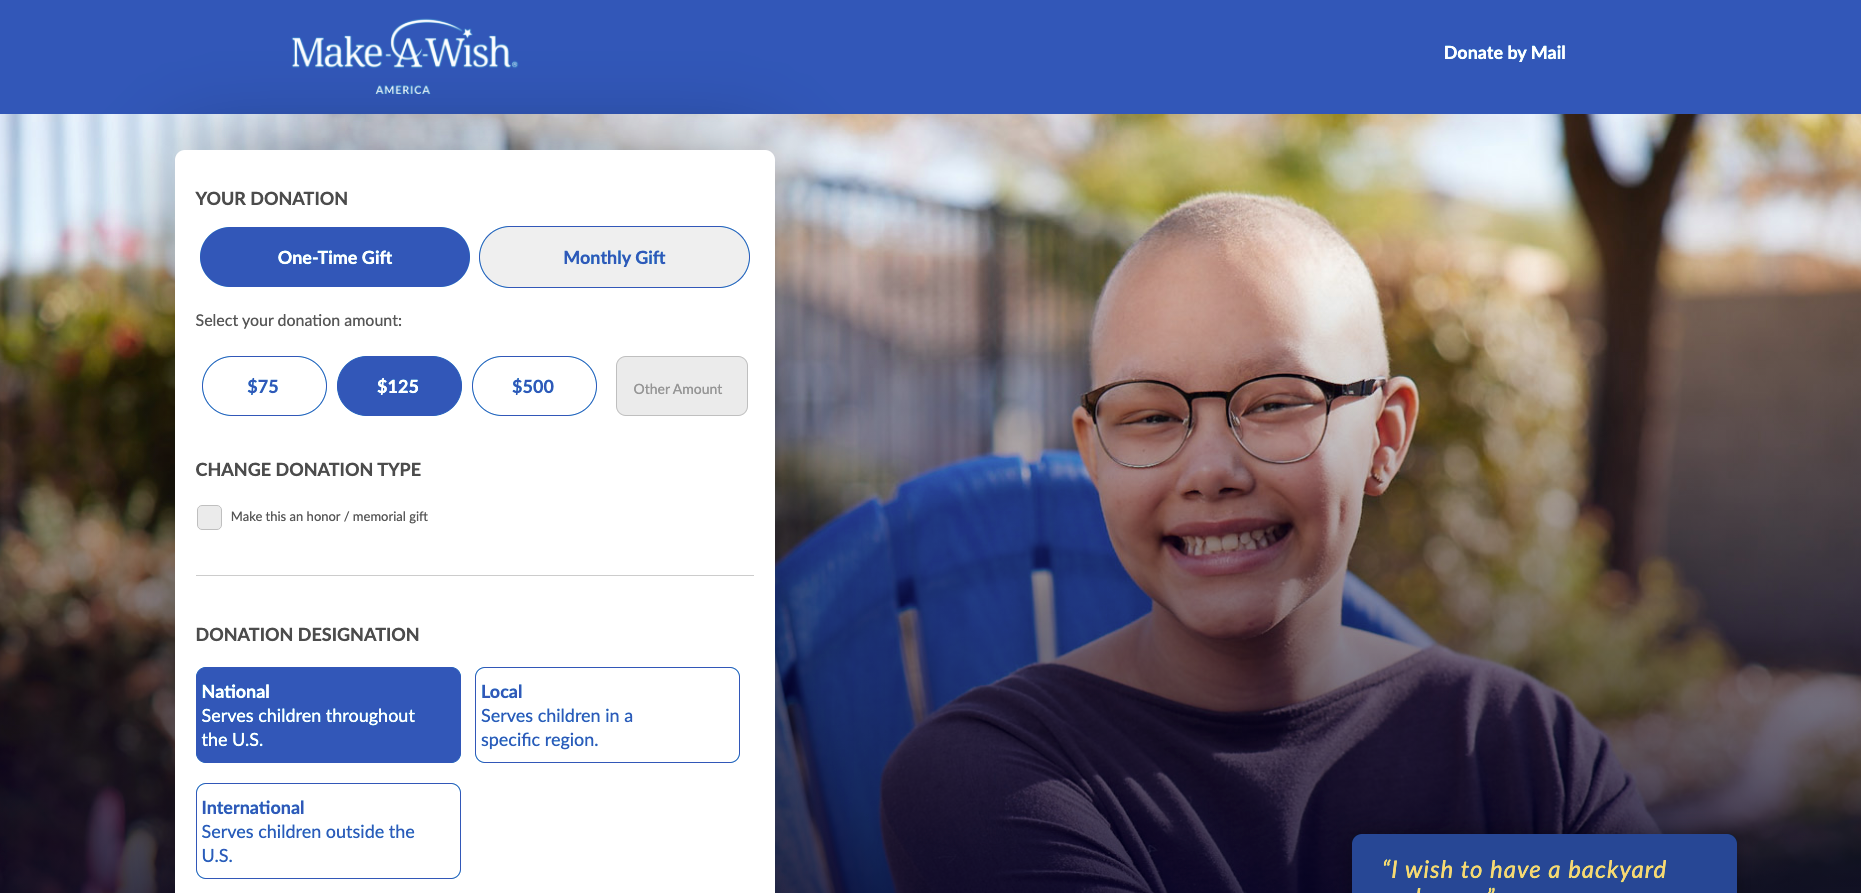 Make-A-Wish®
AMERICA
Donate by Mail
YOUR DONATION
One-Time Gift
Monthly Gift
Select your donation amount:
$75
$125
$500
Other Amount
CHANGE DONATION TYPE
Make this an honor / memorial gift
DONATION DESIGNATION
National
Serves children throughout
the U.S.
Local
Serves children in a
specific region.
International
Serves children outside the
U.S.
“I wish to have a backyard